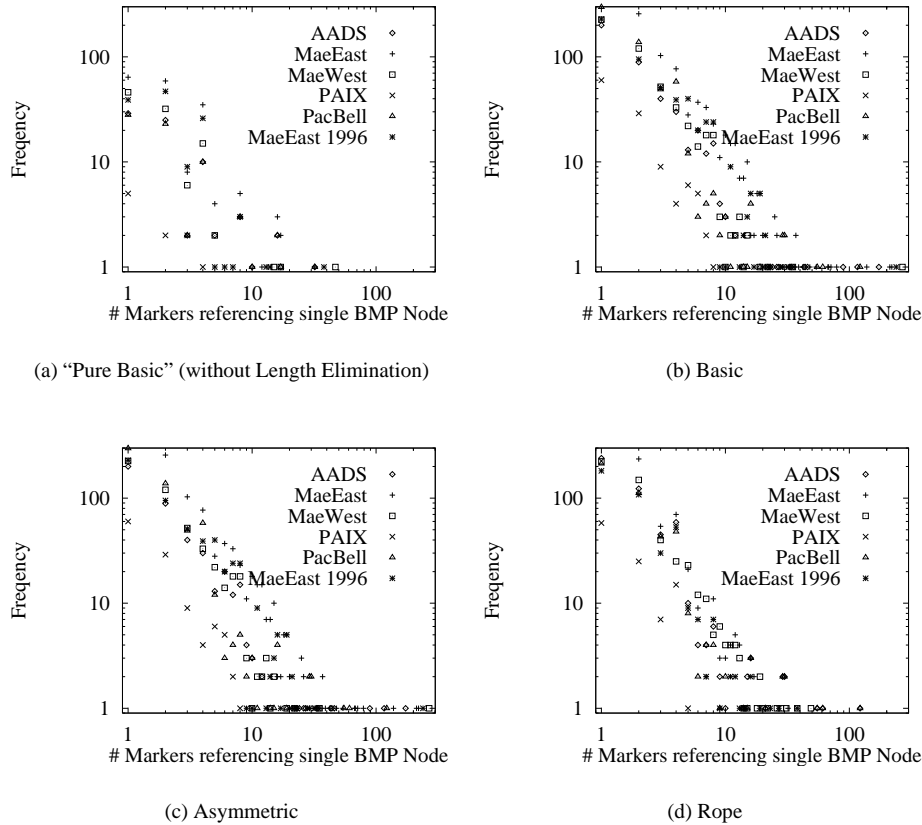 100
10
1
1
10
100
Freqency
# Markers referencing single BMP Node
AADS
MaeEast
MaeWest
PAIX
PacBell
MaeEast 1996
(a) “Pure Basic” (without Length Elimination)
100
10
1
1
10
100
Freqency
# Markers referencing single BMP Node
AADS
MaeEast
MaeWest
PAIX
PacBell
MaeEast 1996
(b) Basic
100
10
1
1
10
100
Freqency
# Markers referencing single BMP Node
AADS
MaeEast
MaeWest
PAIX
PacBell
MaeEast 1996
(c) Asymmetric
100
10
1
1
10
100
Freqency
# Markers referencing single BMP Node
AADS
MaeEast
MaeWest
PAIX
PacBell
MaeEast 1996
(d) Rope